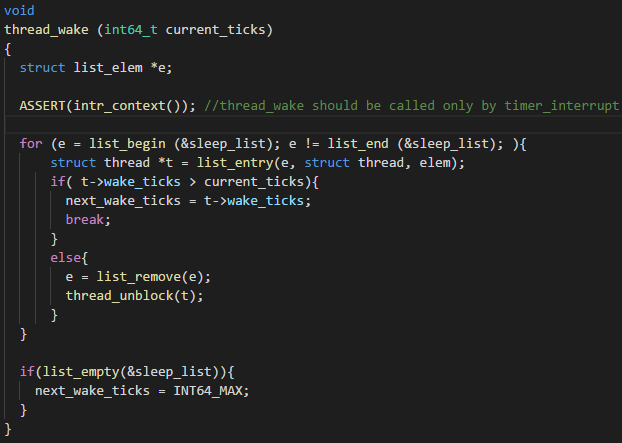 void
thread_wake (int64_t current_ticks)
{
  struct list_elem *e;

  ASSERT(intr_context()); //thread_wake should be called only by timer_interrupt

  for (e = list_begin (&sleep_list); e != list_end (&sleep_list); ){
      struct thread *t = list_entry(e, struct thread, elem);
      if( t->wake_ticks > current_ticks){
        next_wake_ticks = t->wake_ticks;
        break;
      }
      else{
        e = list_remove(e);
        thread_unblock(t);
      }
  }

  if(list_empty(&sleep_list)){
    next_wake_ticks = INT64_MAX;
  }
}